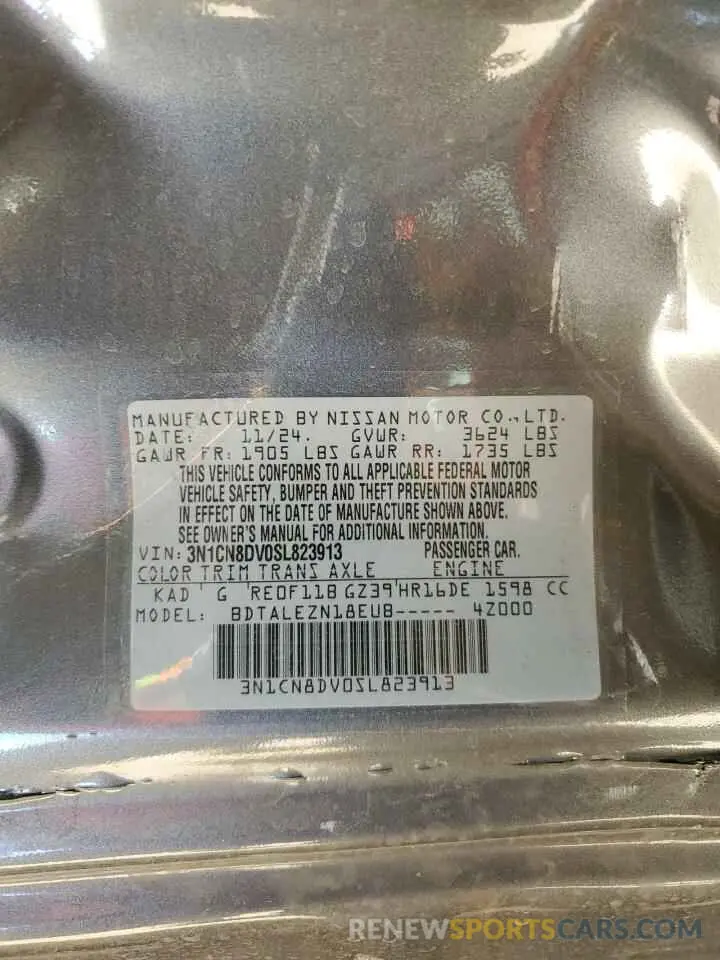 MANUFACTURED BY NISSAN MOTOR CO.,LTD.
DATE: 11/24. GVWR: 3624 LBS
GAWR FR: 1905 LBS GAWR RR: 1735 LBS
THIS VEHICLE CONFORMS TO ALL APPLICABLE FEDERAL MOTOR
VEHICLE SAFETY, BUMPER AND THEFT PREVENTION STANDARDS
IN EFFECT ON THE DATE OF MANUFACTURE SHOWN ABOVE.
SEE OWNER'S MANUAL FOR ADDITIONAL INFORMATION.
VIN: 3N1CN8DV0SL823913 PASSENGER CAR.
COLOR TRIM TRANS AXLE ENGINE
KAD G RE0F11B GZ39 HR16DE 1598 CC
MODEL: BDTALEZN18EU8----- 4Z000
3N1CN8DV0SL823913
RENEWSPORTSCARS.COM